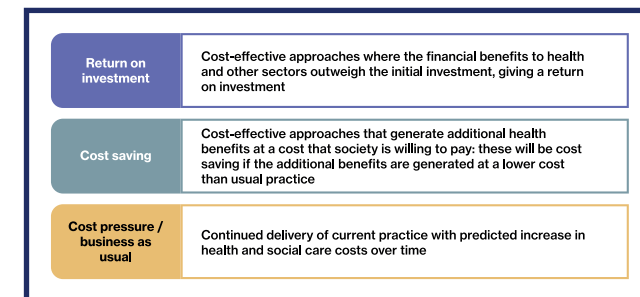 Return on
investment
Cost-effective approaches where the financial benefits to health
and other sectors outweigh the initial investment, giving a return
on investment
Cost saving
Cost-effective approaches that generate additional health
benefits at a cost that society is willing to pay: these will be cost
saving if the additional benefits are generated at a lower cost
than usual practice
Cost pressure /
business as
usual
Continued delivery of current practice with predicted increase in
health and social care costs over time